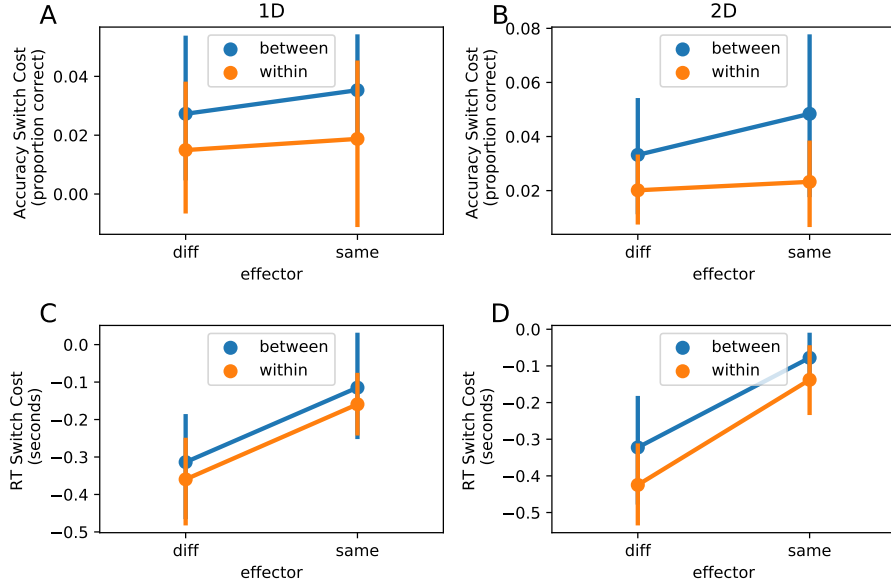 A
1D
Accuracy Switch Cost
(proportion correct)
0.04
0.02
0.00
between
within
diff
same
effector
B
2D
Accuracy Switch Cost
(proportion correct)
0.08
0.06
0.04
0.02
between
within
diff
same
effector
C
RT Switch Cost
(seconds)
0.0
−0.1
−0.2
−0.3
−0.4
−0.5
between
within
diff
same
effector
D
RT Switch Cost
(seconds)
0.0
−0.1
−0.2
−0.3
−0.4
−0.5
between
within
diff
same
effector